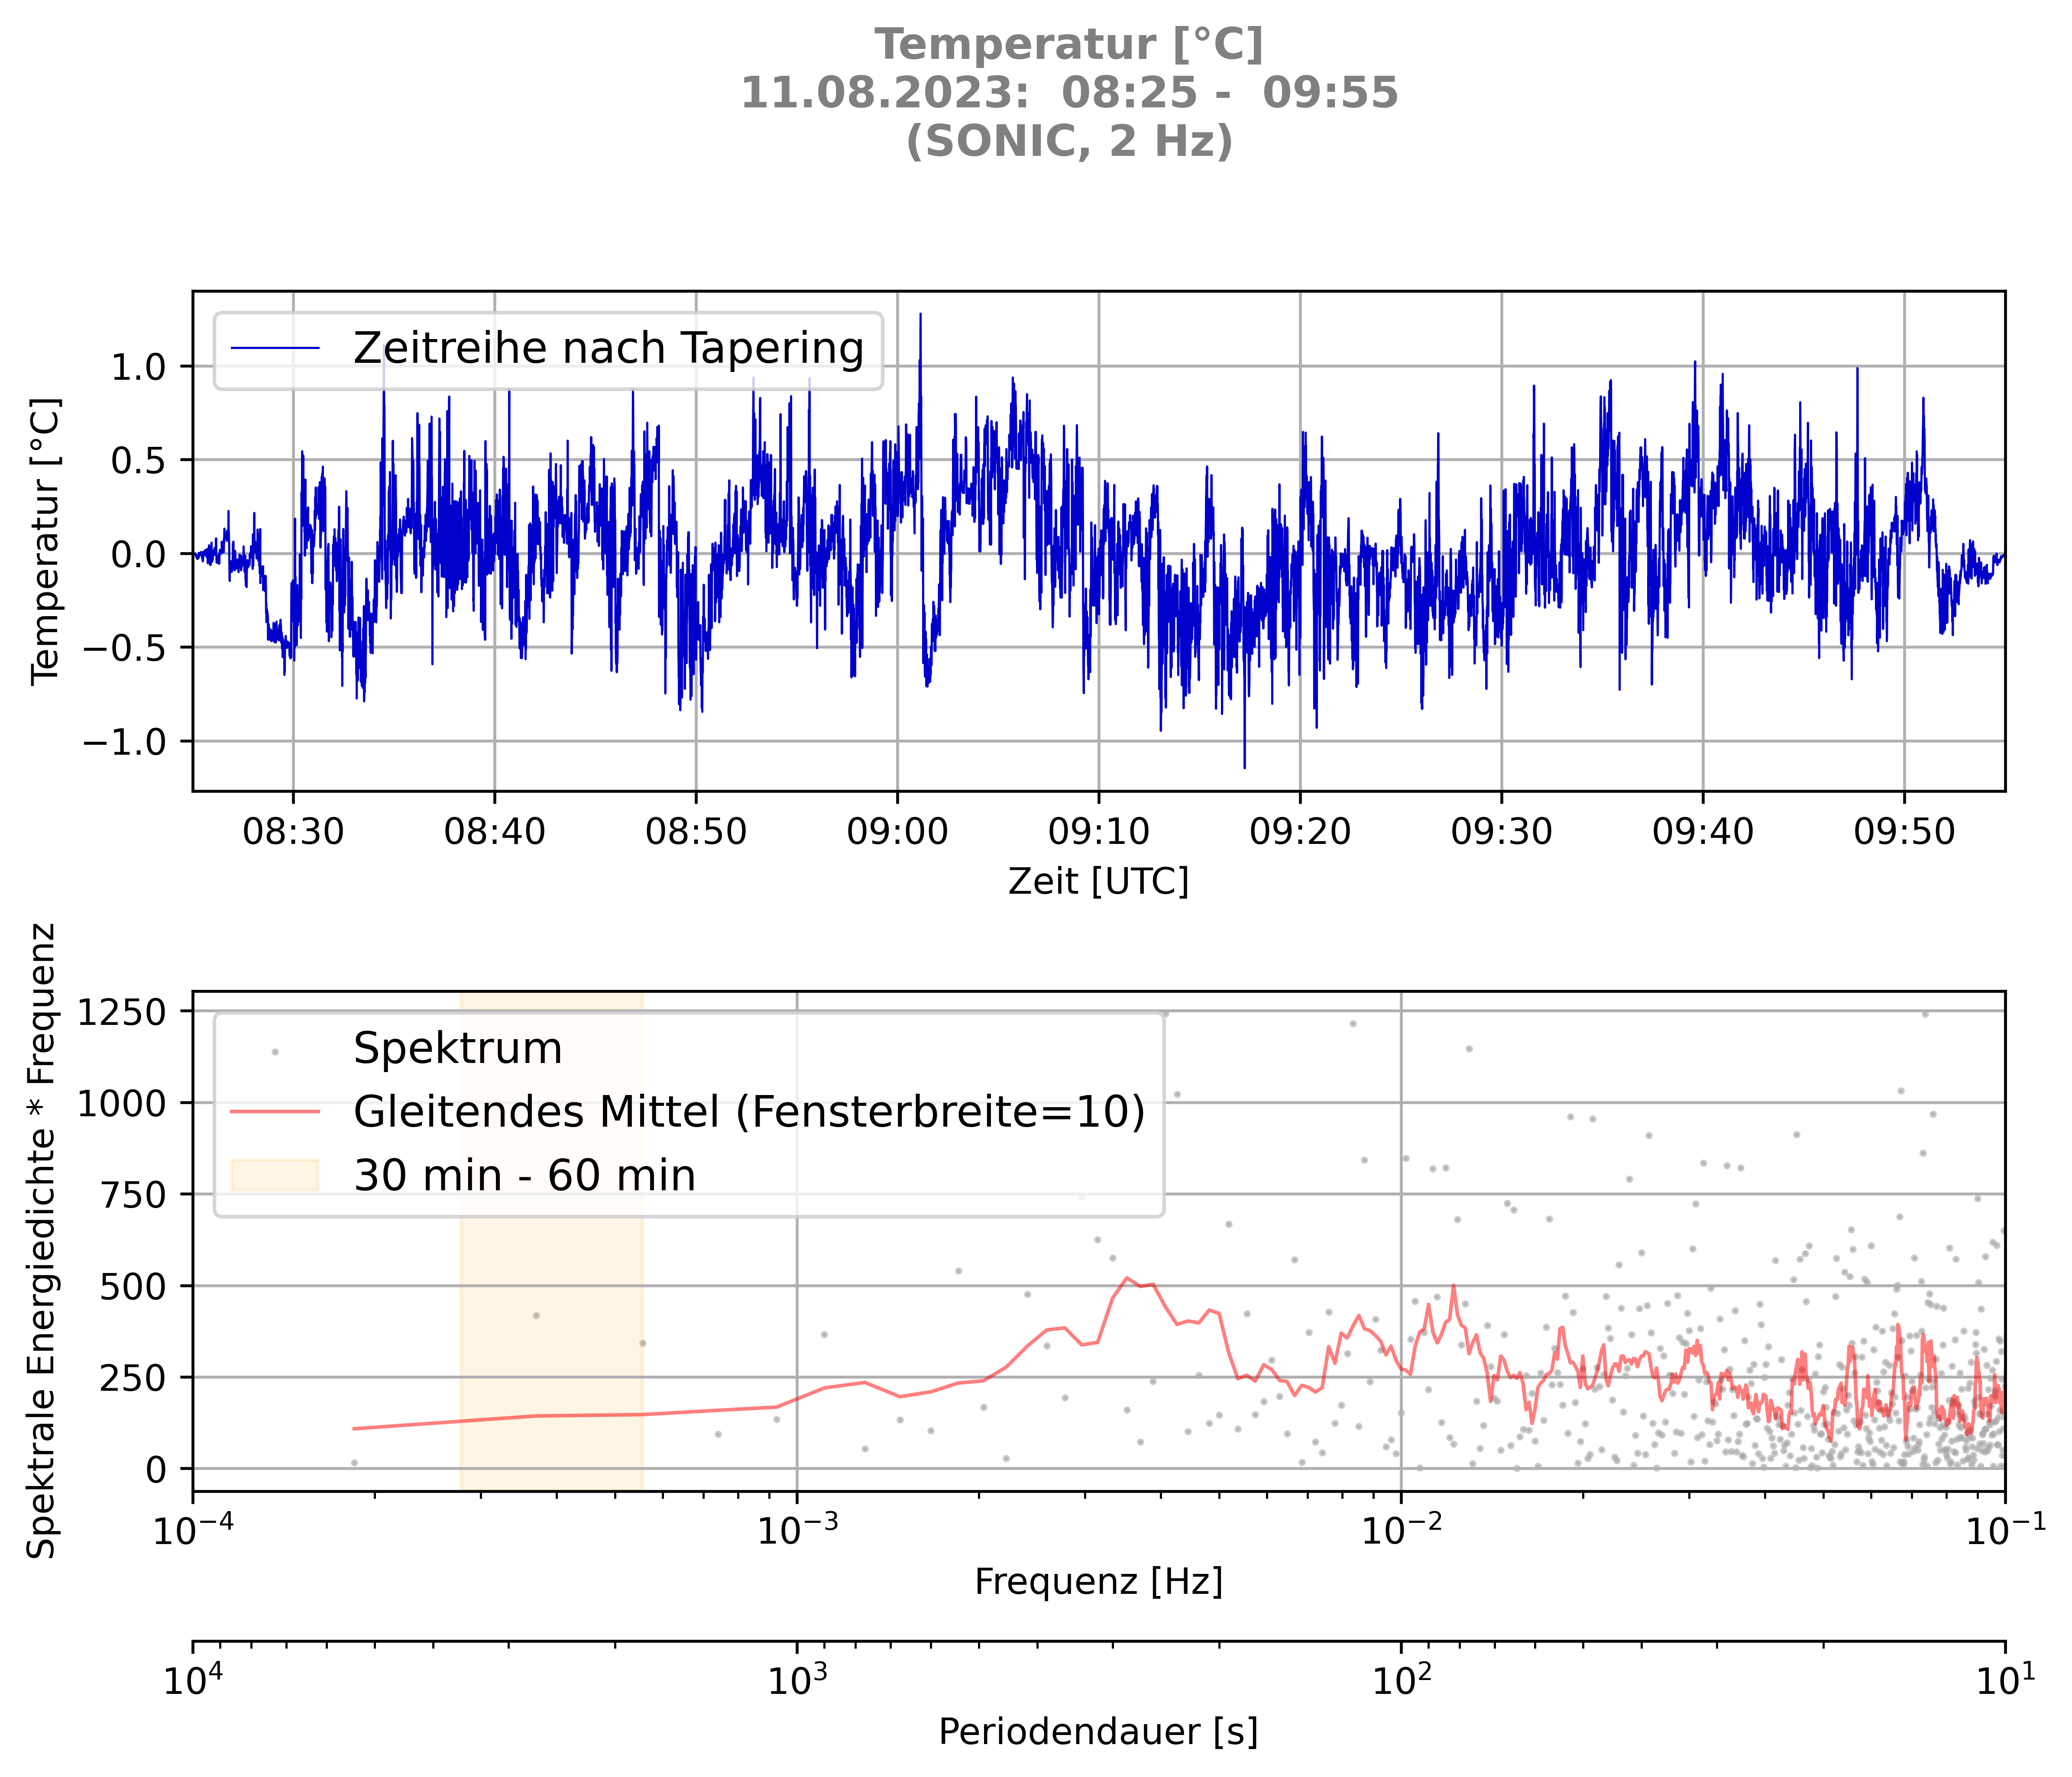 Temperatur [°C]
11.08.2023:  08:25 -  09:55
(SONIC, 2 Hz)
Zeitreihe nach Tapering
1.0
0.5
0.0
−0.5
−1.0
Temperatur [°C]
08:30 08:40 08:50 09:00 09:10 09:20 09:30 09:40 09:50
Zeit [UTC]
Spektrum
Gleitendes Mittel (Fensterbreite=10)
30 min - 60 min
1250
1000
750
500
250
0
Spektrale Energiedichte * Frequenz
10⁻⁴ 10⁻³ 10⁻² 10⁻¹
Frequenz [Hz]
10⁴ 10³ 10² 10¹
Periodendauer [s]